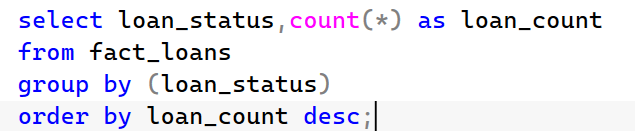 select loan_status,count(*) as loan_count
from fact_loans
group by (loan_status)
order by loan_count desc;